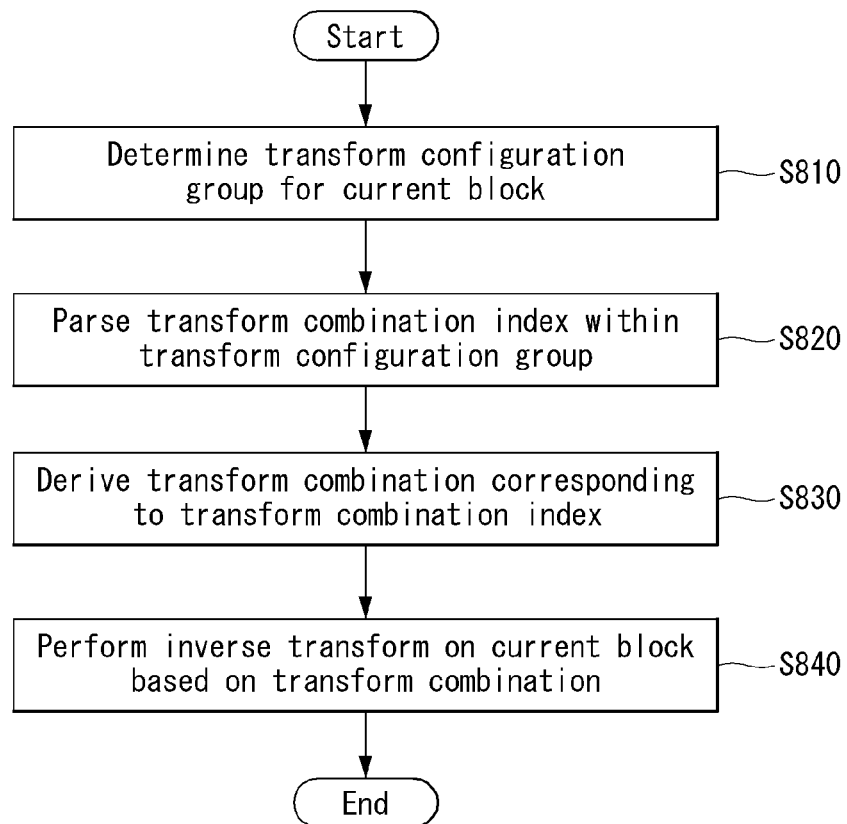 Start
Determine transform configuration
group for current block
S810
Parse transform combination index within
transform configuration group
S820
Derive transform combination corresponding
to transform combination index
S830
Perform inverse transform on current block
based on transform combination
S840
End